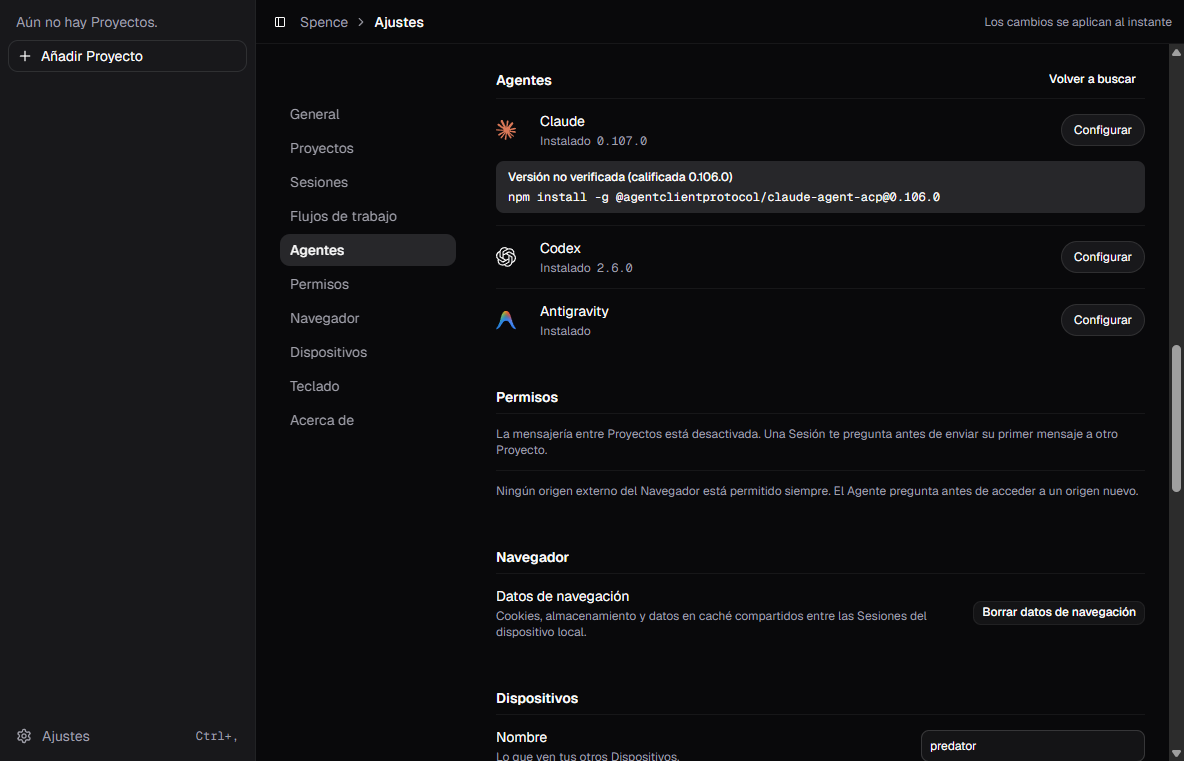 Aún no hay Proyectos.
Añadir Proyecto
Spence > Ajustes
Los cambios se aplican al instante
General
Proyectos
Sesiones
Flujos de trabajo
Agentes
Permisos
Navegador
Dispositivos
Teclado
Acerca de
Agentes
Volver a buscar
Claude
Instalado 0.107.0
Configurar
Versión no verificada (calificada 0.106.0)
npm install -g @agentclientprotocol/claude-agent-acp@0.106.0
Codex
Instalado 2.6.0
Configurar
Antigravity
Instalado
Configurar
Permisos
La mensajería entre Proyectos está desactivada. Una Sesión te pregunta antes de enviar su primer mensaje a otro
Proyecto.
Ningún origen externo del Navegador está permitido siempre. El Agente pregunta antes de acceder a un origen nuevo.
Navegador
Datos de navegación
Cookies, almacenamiento y datos en caché compartidos entre las Sesiones del
dispositivo local.
Borrar datos de navegación
Dispositivos
Nombre
Lo que ven tus otros Dispositivos.
predator
Ajustes
Ctrl+,